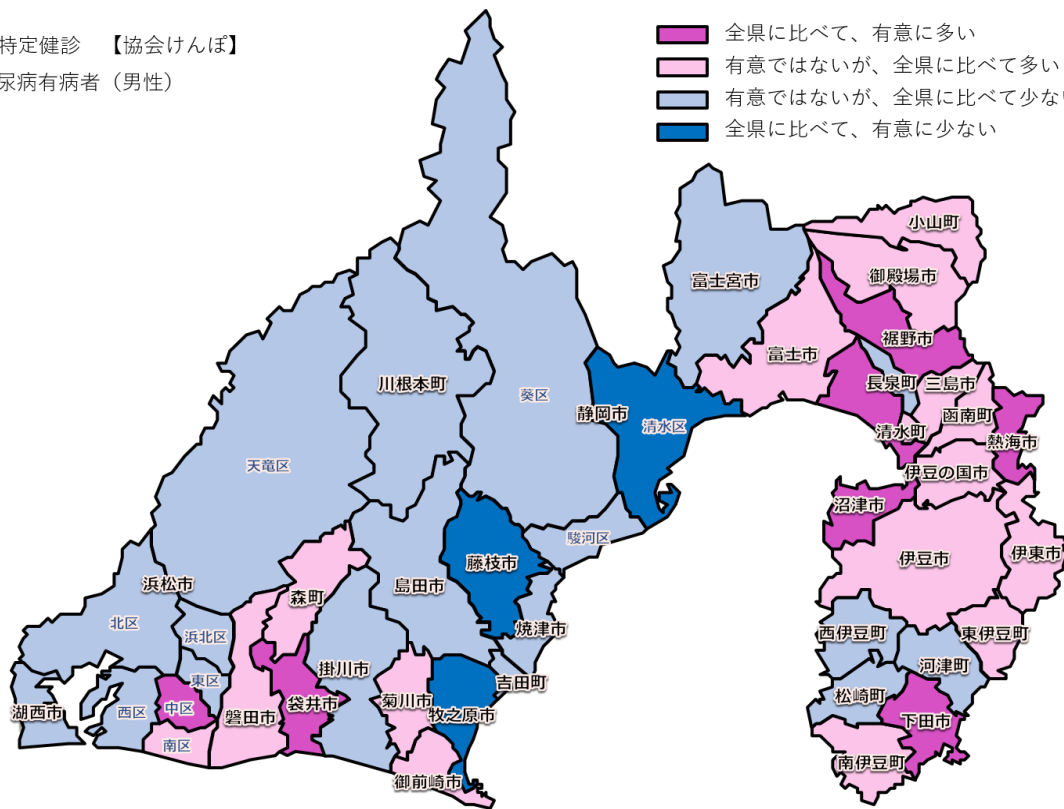 特定健診　【協会けんぽ】
尿病有病者（男性）
全県に比べて、有意に多い
有意ではないが、全県に比べて多い
有意ではないが、全県に比べて少な
全県に比べて、有意に少ない
小山町
御殿場市
富士宮市
裾野市
富士市
長泉町
三島市
川根本町
葵区
静岡市
清水区
函南町
清水町
熱海市
天竜区
伊豆の国市
沼津市
駿河区
藤枝市
伊豆市
伊東市
浜松市
島田市
森町
北区
浜北区
焼津市
西伊豆町
東伊豆町
掛川市
河津町
東区
吉田町
松崎町
湖西市
西区
中区
磐田市
袋井市
菊川市
牧之原市
下田市
南区
南伊豆町
御前崎市